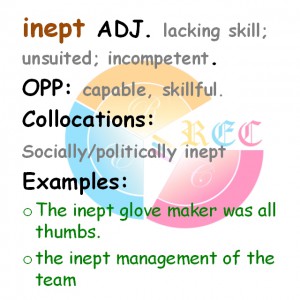 inept ADJ. lacking skill;
unsuited; incompetent.
OPP: capable, skillful.
Collocations:
REC
Socially/politically inept
Examples:
○ The inept glove maker was all
thumbs.
○ the inept management of the
team